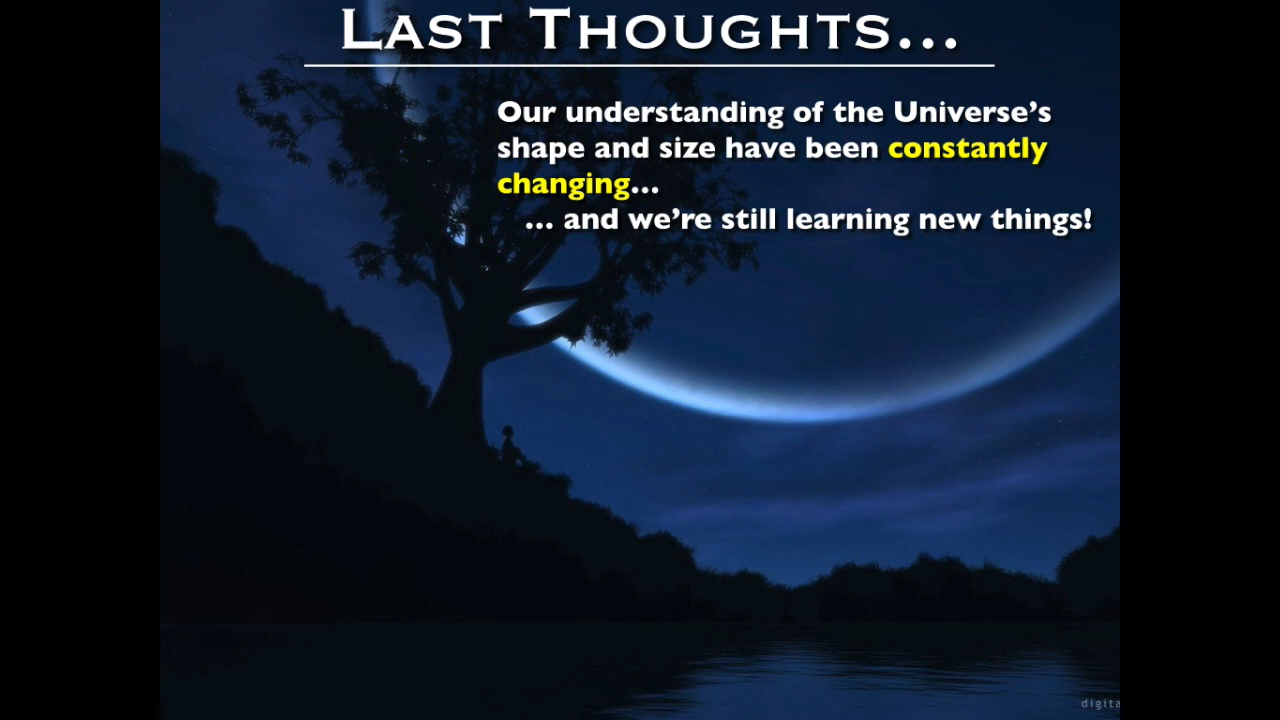 LAST THOUGHTS...
Our understanding of the Universe's
shape and size have been constantly
changing...
... and we're still learning new things!
digita